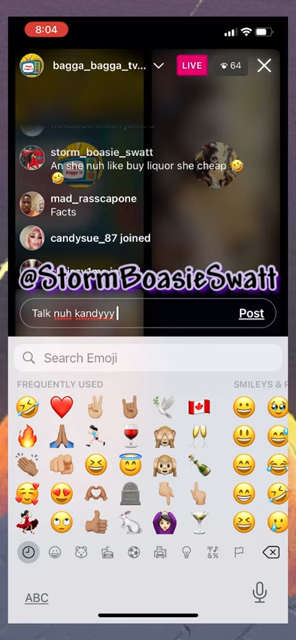 8:04
bagga_bagga_tv...
LIVE
64
storm_boasie_swatt
An she nuh like buy liquor she cheap 🤣
🤣
mad_rasscapone
Facts
candysue_87 joined
@StormBoasieSwatt
Talk nuh kandyyy
Post
Search Emoji
FREQUENTLY USED
SMILEYS & P
ABC